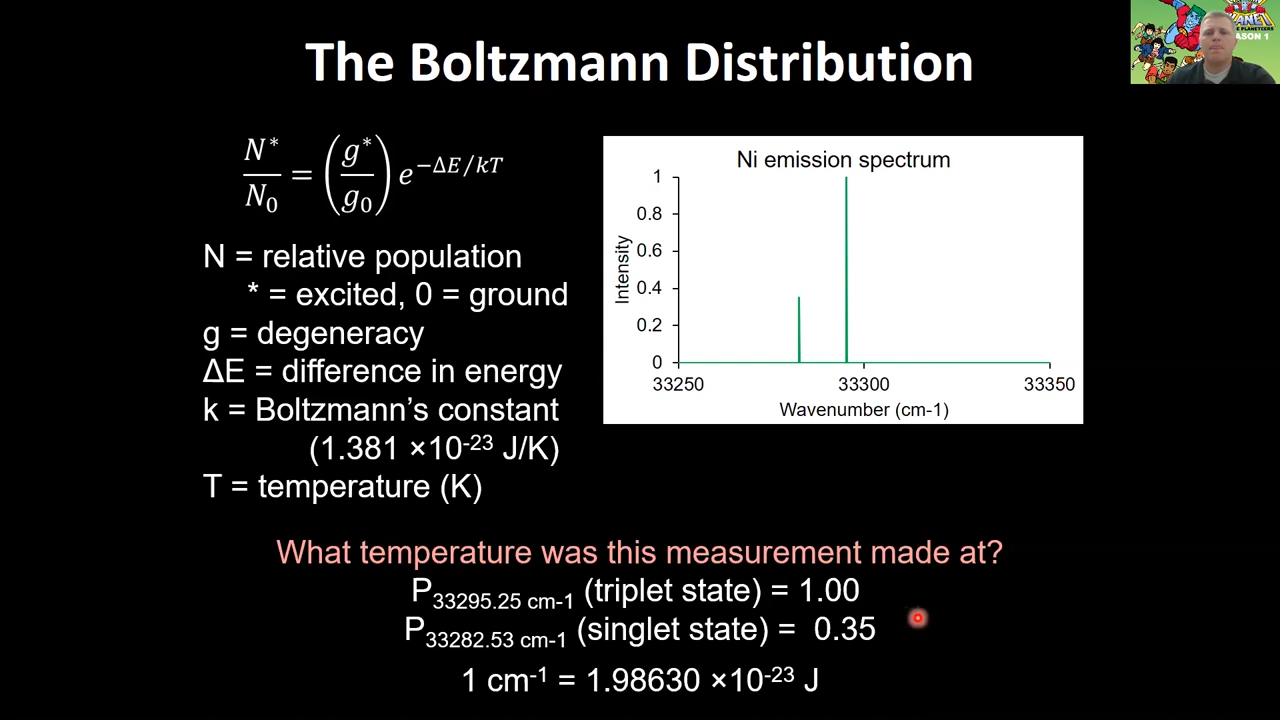 The Boltzmann Distribution
N*/N₀ = (g*/g₀) e^−ΔE/kT
N = relative population
* = excited, 0 = ground
g = degeneracy
ΔE = difference in energy
k = Boltzmann’s constant
(1.381 ×10⁻²³ J/K)
T = temperature (K)
Ni emission spectrum
1
0.8
0.6
0.4
0.2
0
Intensity
33250 33300 33350
Wavenumber (cm-1)
What temperature was this measurement made at?
P33295.25 cm-1 (triplet state) = 1.00
P33282.53 cm-1 (singlet state) = 0.35
1 cm⁻¹ = 1.98630 ×10⁻²³ J